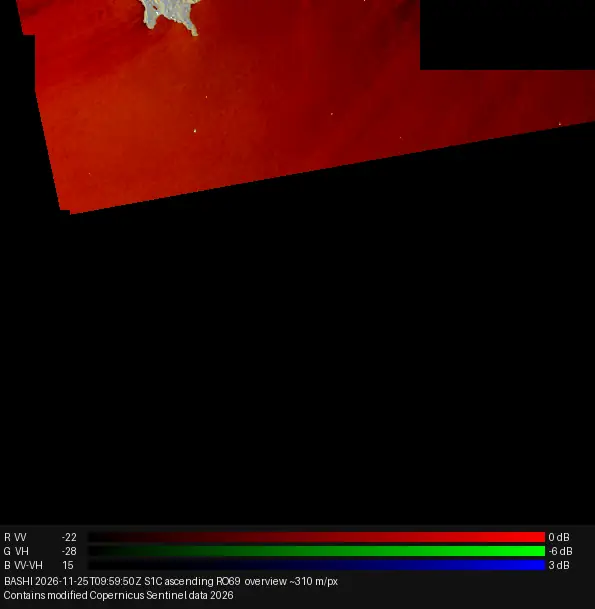 R VV -22 0 dB
G VH -28 -6 dB
B VV-VH 15 3 dB
BASHI 2026-11-25T09:59:50Z S1C ascending RO69 overview ~310 m/px
Contains modified Copernicus Sentinel data 2026